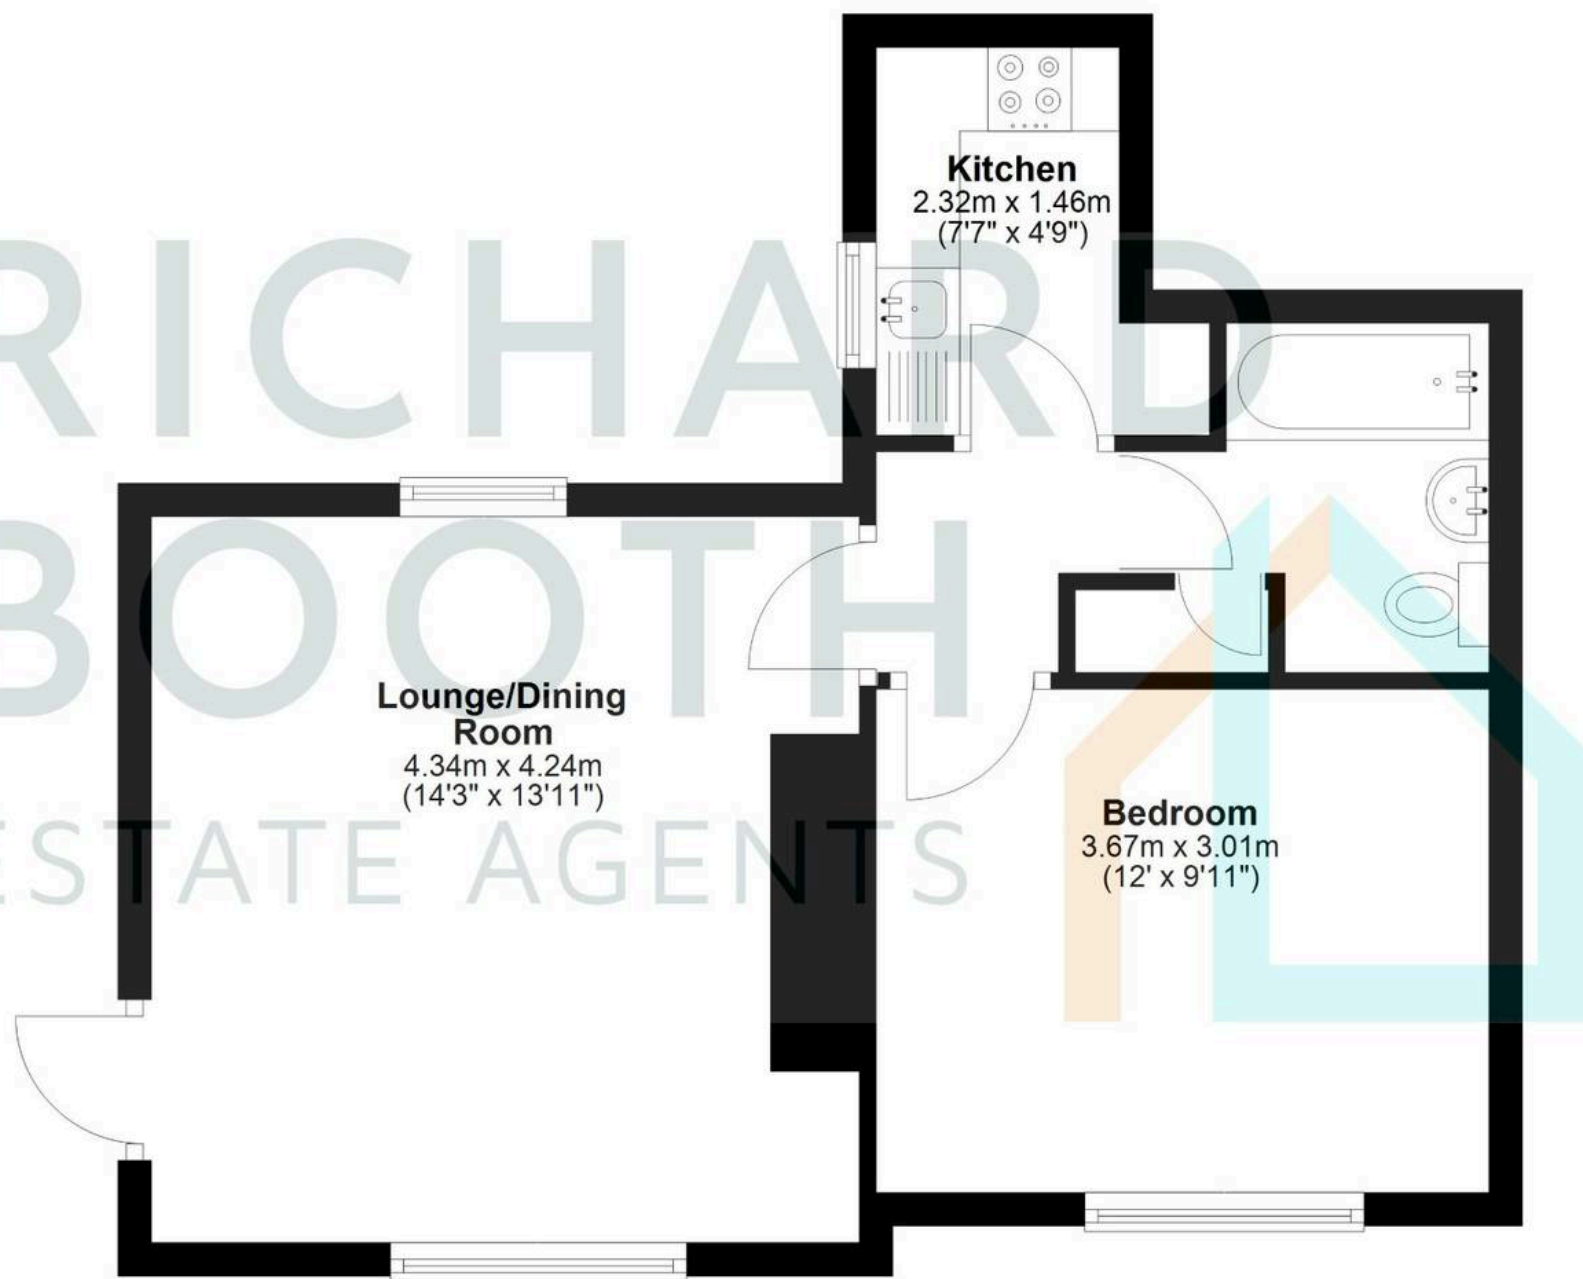 Kitchen
2.32m x 1.46m
(7'7" x 4'9")
RICHARD
BOOTH
ESTATE AGENTS
Lounge/Dining
Room
4.34m x 4.24m
(14'3" x 13'11")
Bedroom
3.67m x 3.01m
(12' x 9'11")